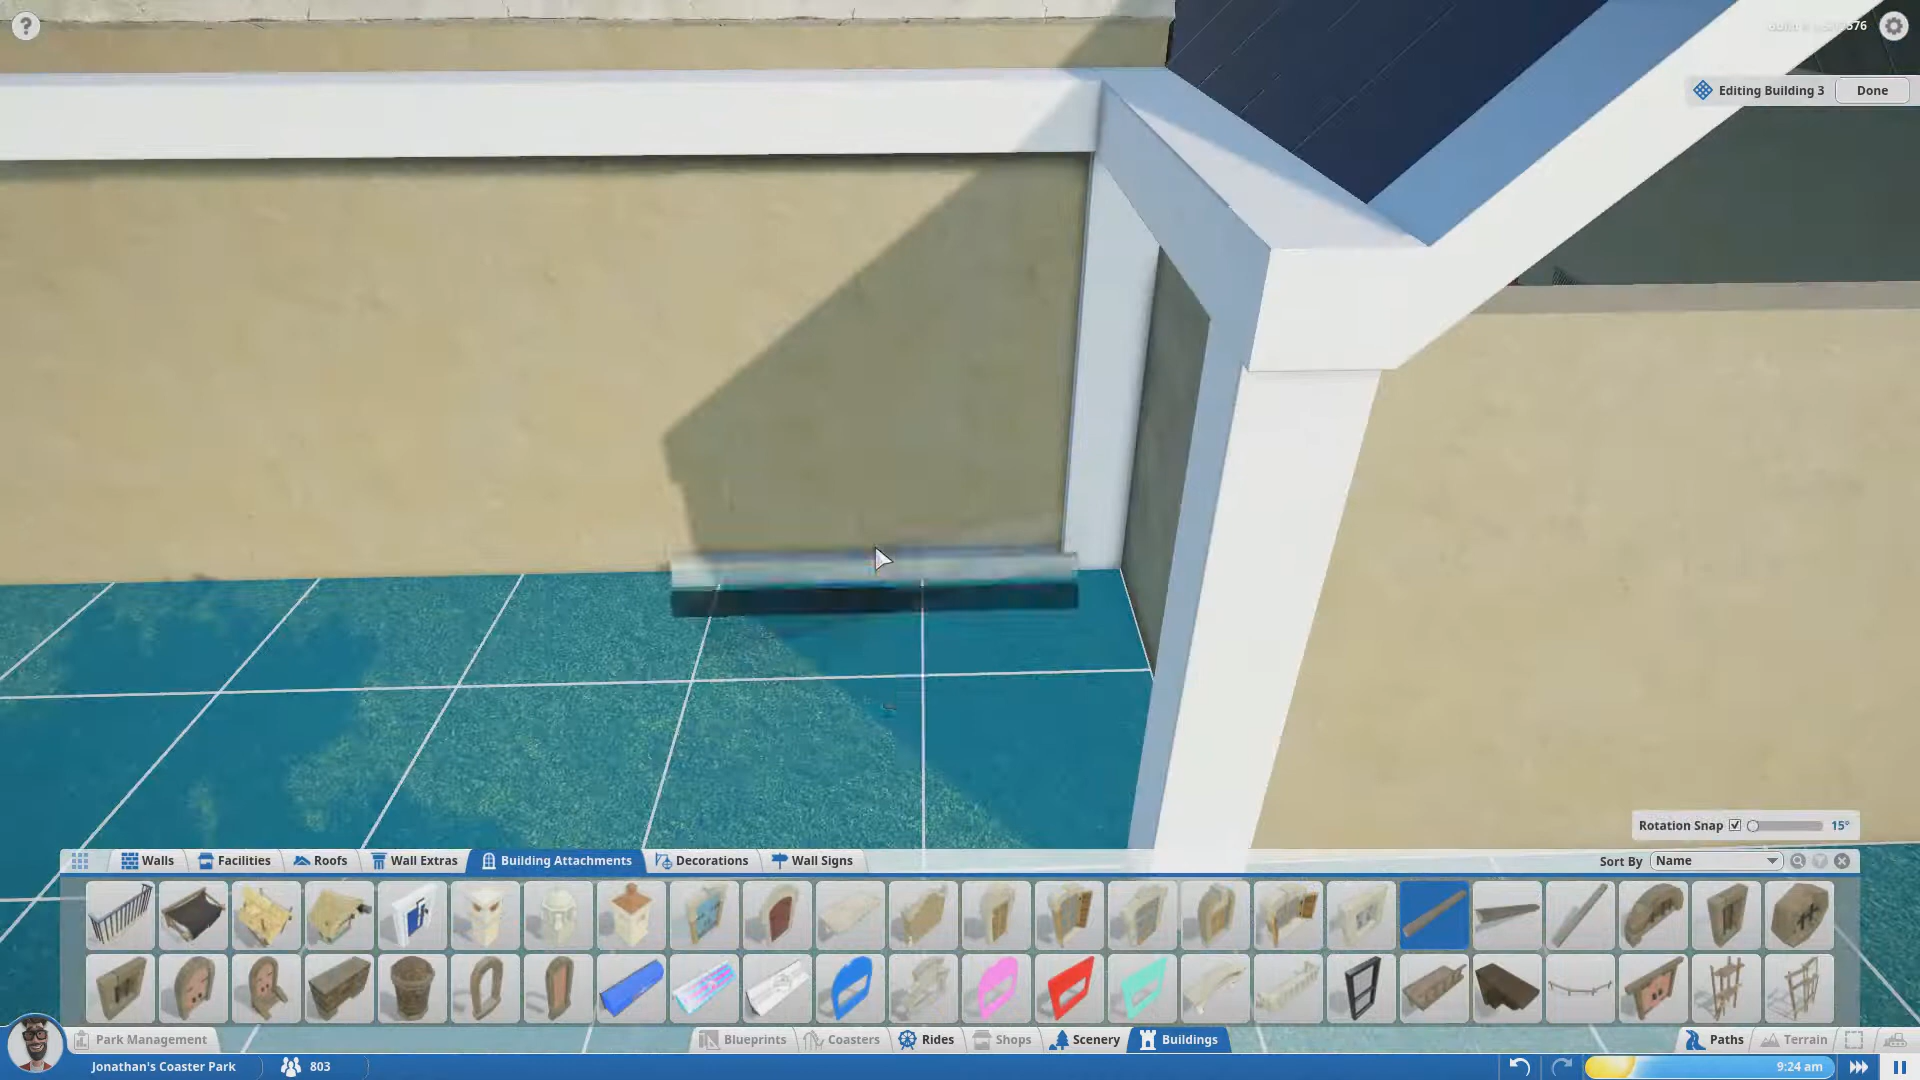 ?
Editing Building 3
Done
Rotation Snap
15°
Walls
Facilities
Roofs
Wall Extras
Building Attachments
Decorations
Wall Signs
Sort By
Name
Park Management
Blueprints
Coasters
Rides
Shops
Scenery
Buildings
Paths
Terrain
Jonathan's Coaster Park
803
9:24 am